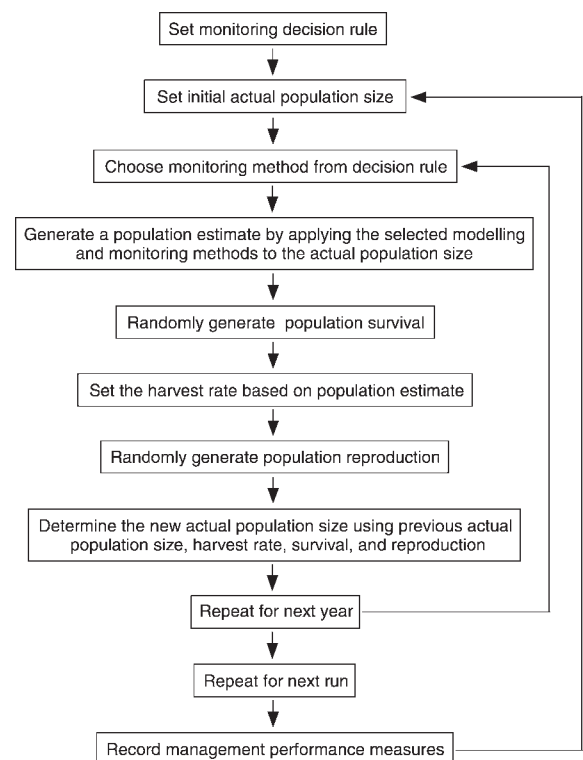 Set monitoring decision rule
Set initial actual population size
Choose monitoring method from decision rule
Generate a population estimate by applying the selected modelling
and monitoring methods to the actual population size
Randomly generate population survival
Set the harvest rate based on population estimate
Randomly generate population reproduction
Determine the new actual population size using previous actual
population size, harvest rate, survival, and reproduction
Repeat for next year
Repeat for next run
Record management performance measures